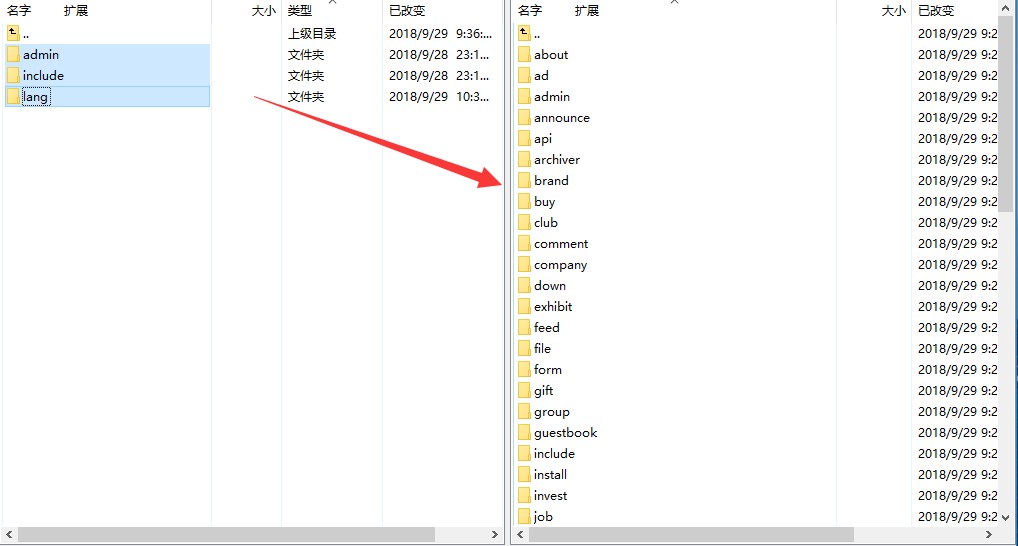 名字 扩展 大小 类型 已改变
.. 上级目录 2018/9/29 9:36:...
admin 文件夹 2018/9/28 23:1...
include 文件夹 2018/9/28 23:1...
lang 文件夹 2018/9/29 10:3...
名字 扩展 大小 已改变
.. 2018/9/29 9:2
about 2018/9/29 9:2
ad 2018/9/29 9:2
admin 2018/9/29 9:2
announce 2018/9/29 9:2
api 2018/9/29 9:2
archiver 2018/9/29 9:2
brand 2018/9/29 9:2
buy 2018/9/29 9:2
club 2018/9/29 9:2
comment 2018/9/29 9:2
company 2018/9/29 9:2
down 2018/9/29 9:2
exhibit 2018/9/29 9:2
feed 2018/9/29 9:2
file 2018/9/29 9:2
form 2018/9/29 9:2
gift 2018/9/29 9:2
group 2018/9/29 9:2
guestbook 2018/9/29 9:2
include 2018/9/29 9:2
install 2018/9/29 9:2
invest 2018/9/29 9:2
job 2018/9/29 9:2